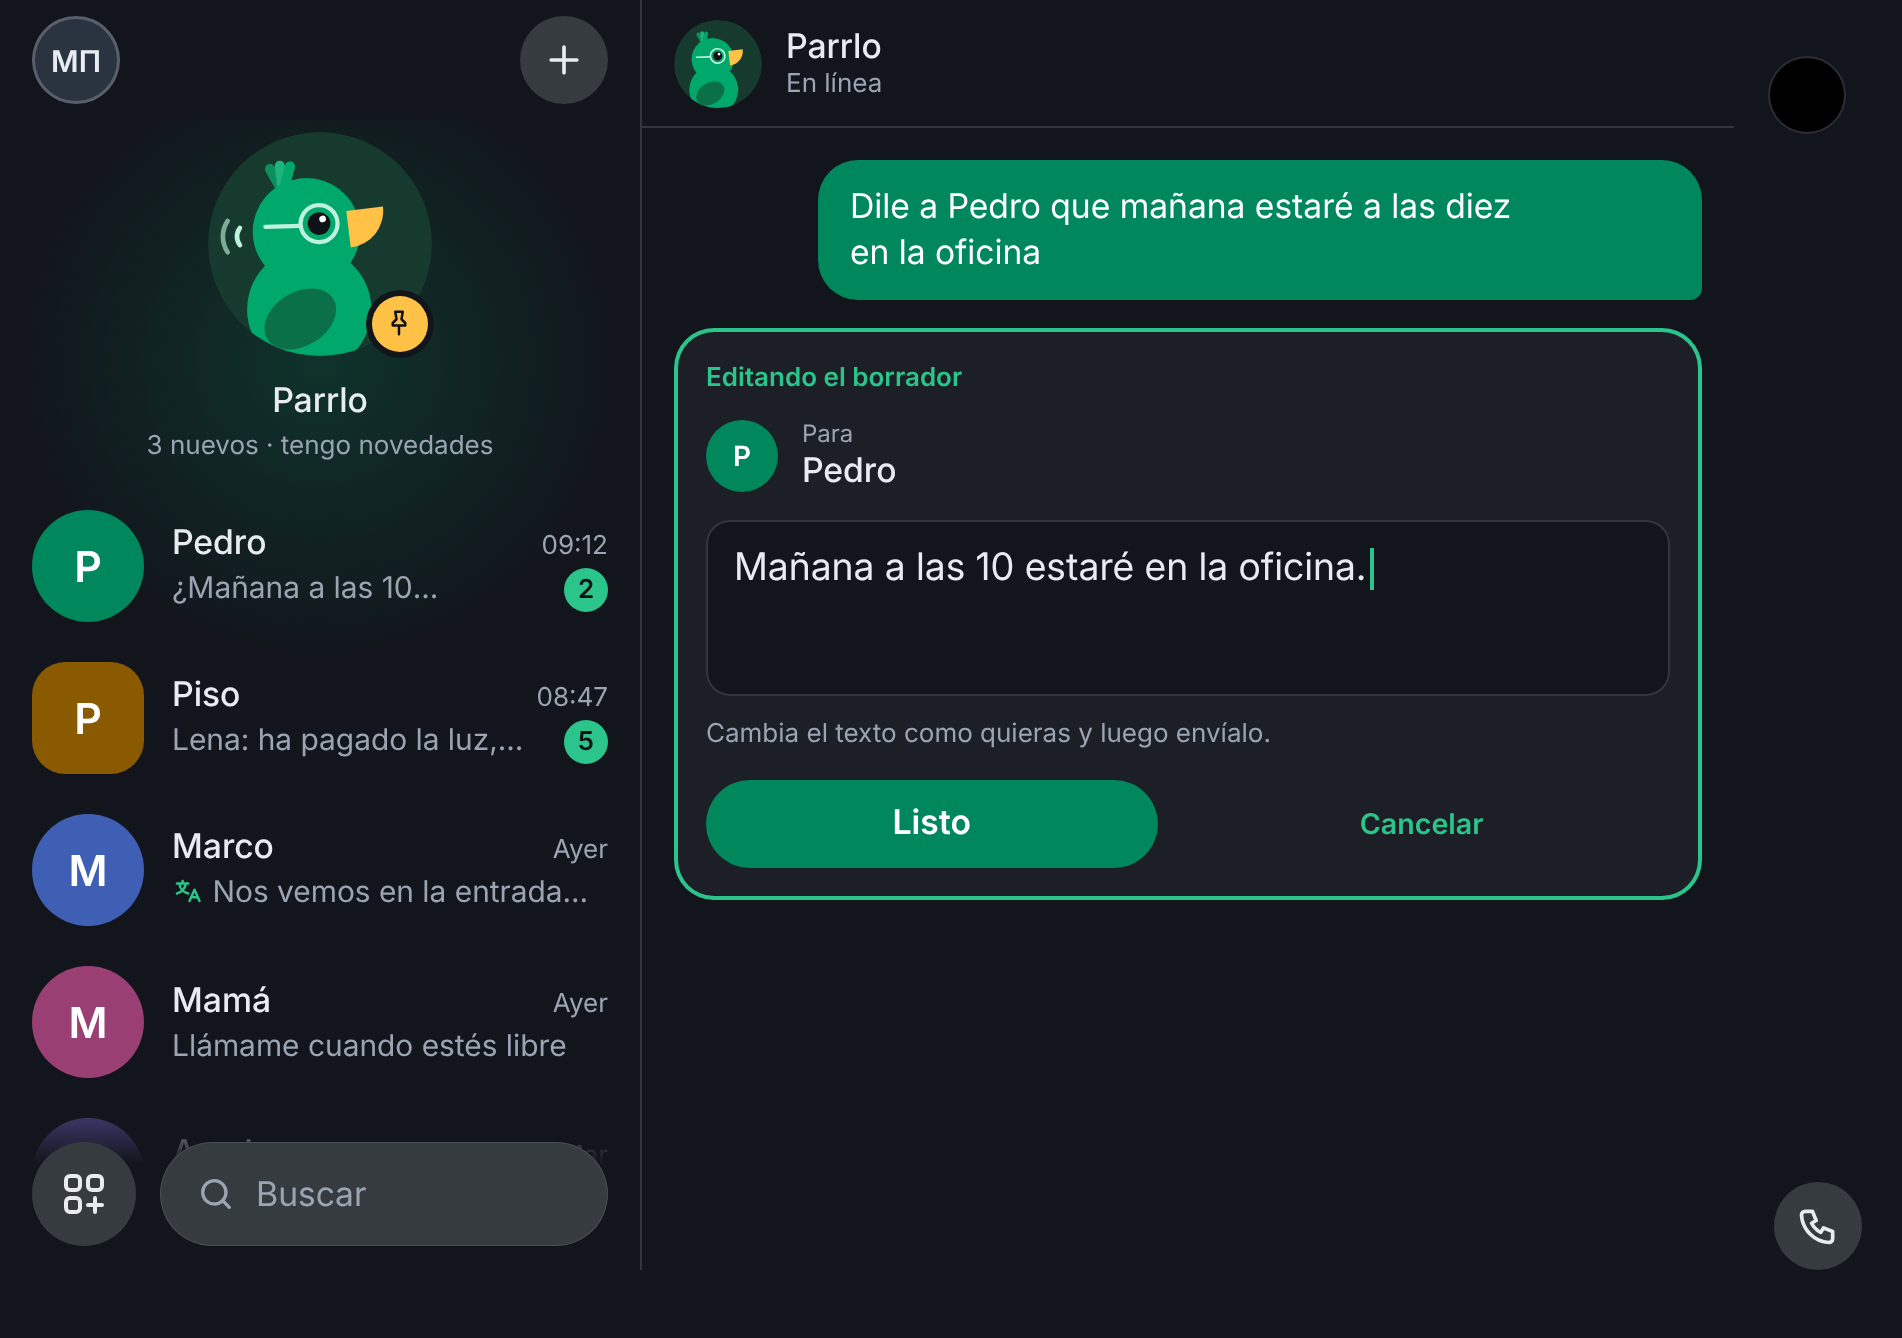 МП
Parrlo
3 nuevos · tengo novedades
Pedro
09:12
¿Mañana a las 10...
2
P
Piso
08:47
Lena: ha pagado la luz,...
5
P
Marco
Ayer
Nos vemos en la entrada...
M
Mamá
Ayer
Llámame cuando estés libre
M
Buscar
Parrlo
En línea
Dile a Pedro que mañana estaré a las diez
en la oficina
Editando el borrador
P
Para
Pedro
Mañana a las 10 estaré en la oficina.
Cambia el texto como quieras y luego envíalo.
Listo
Cancelar